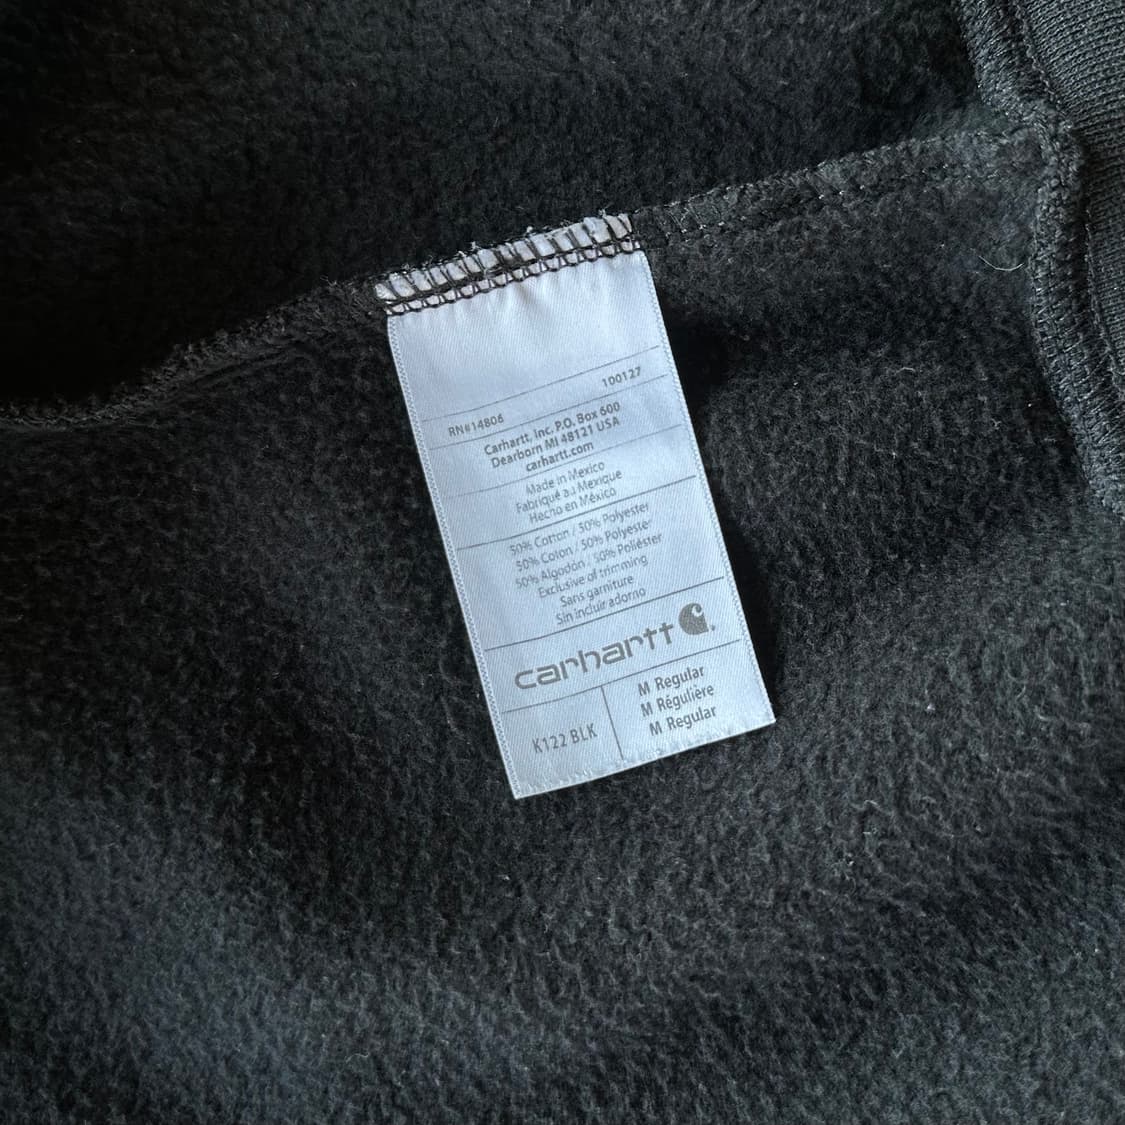 100127
RN#14806
Carhartt, Inc. P.O. Box 600
Dearborn MI 48121 USA
carhartt.com
Made in Mexico
Fabriqué au Mexique
Hecho en México
50% Cotton / 50% Polyester
50% Coton / 50% Polyester
50% Algodón / 50% Poliéster
Exclusive of trimming
Sans garniture
Sin incluir adorno
carhartt
K122 BLK
M Regular
M Régulière
M Regular